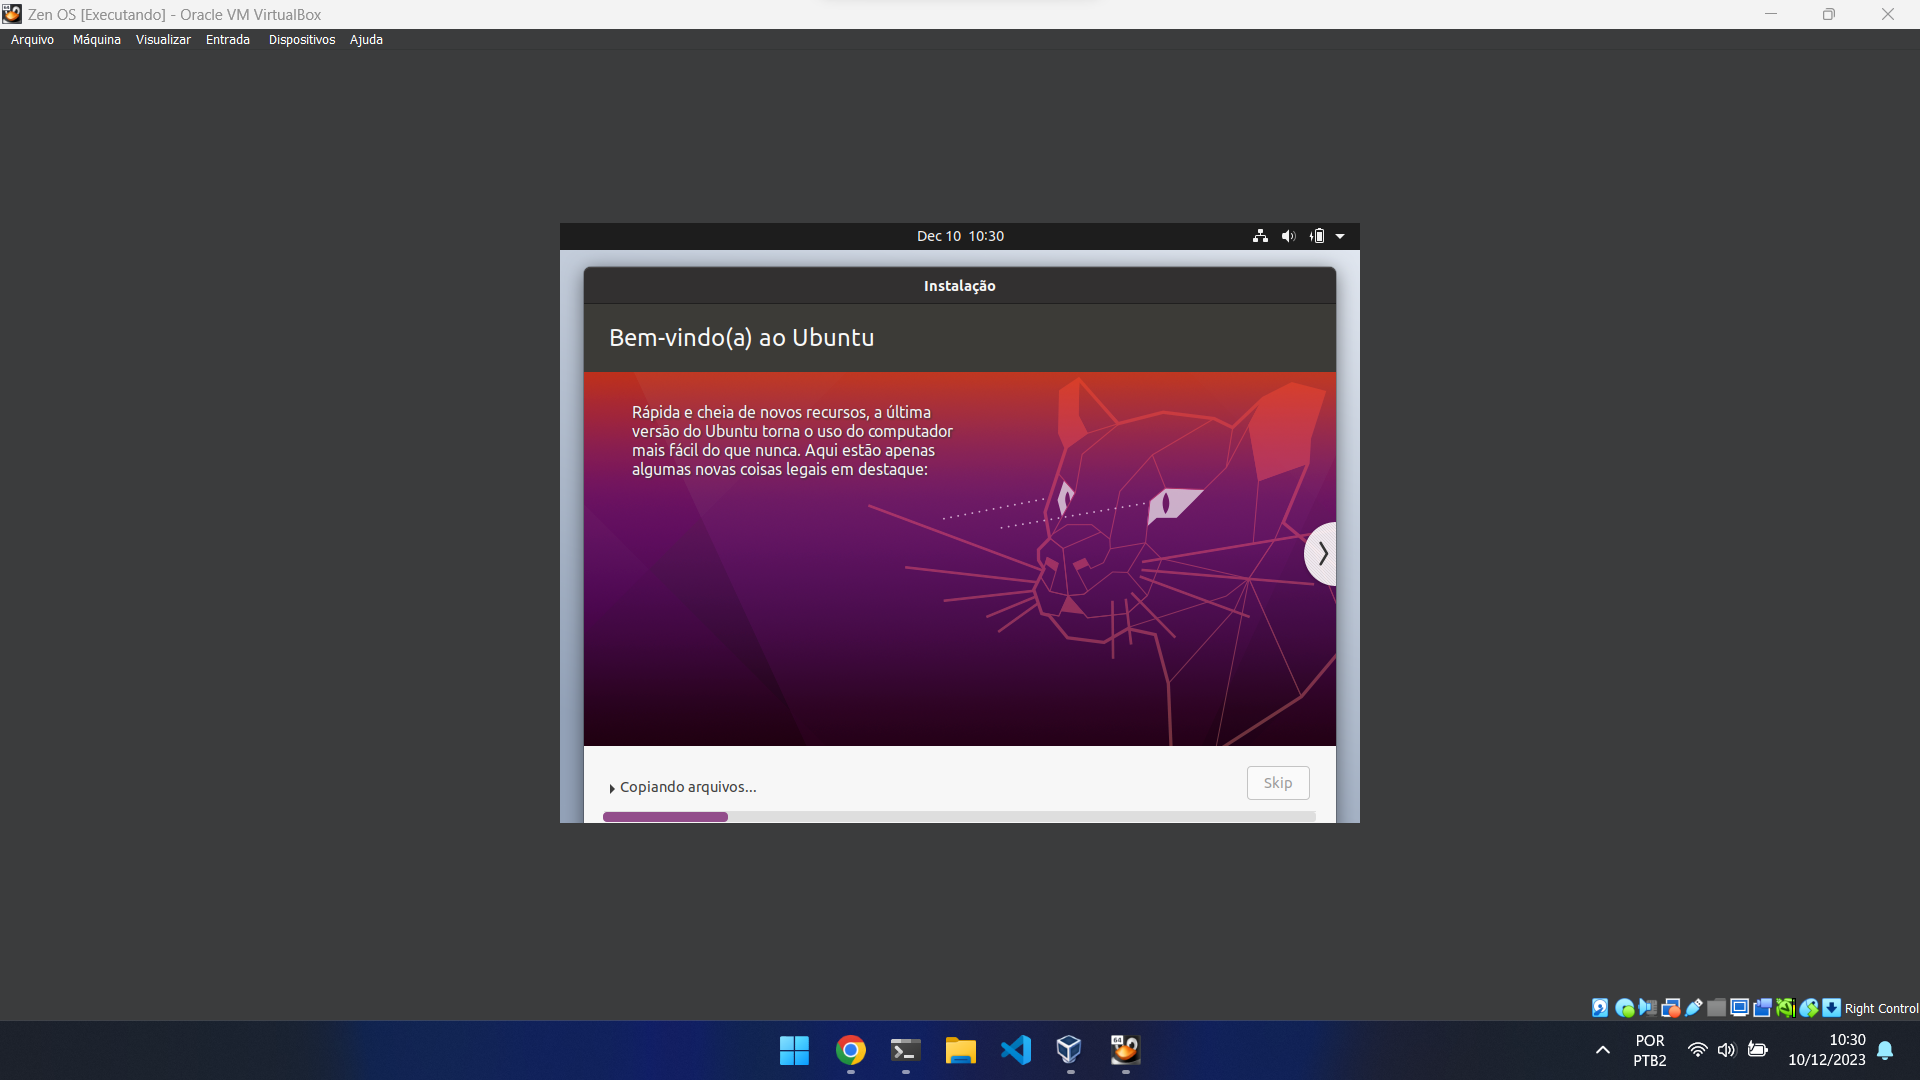 Zen OS [Executando] - Oracle VM VirtualBox
Arquivo Máquina Visualizar Entrada Dispositivos Ajuda
Dec 10 10:30
Instalação
Bem-vindo(a) ao Ubuntu
Rápida e cheia de novos recursos, a última
versão do Ubuntu torna o uso do computador
mais fácil do que nunca. Aqui estão apenas
algumas novas coisas legais em destaque:
Copiando arquivos...
Skip
Right Control
64
POR
PTB2
10:30
10/12/2023